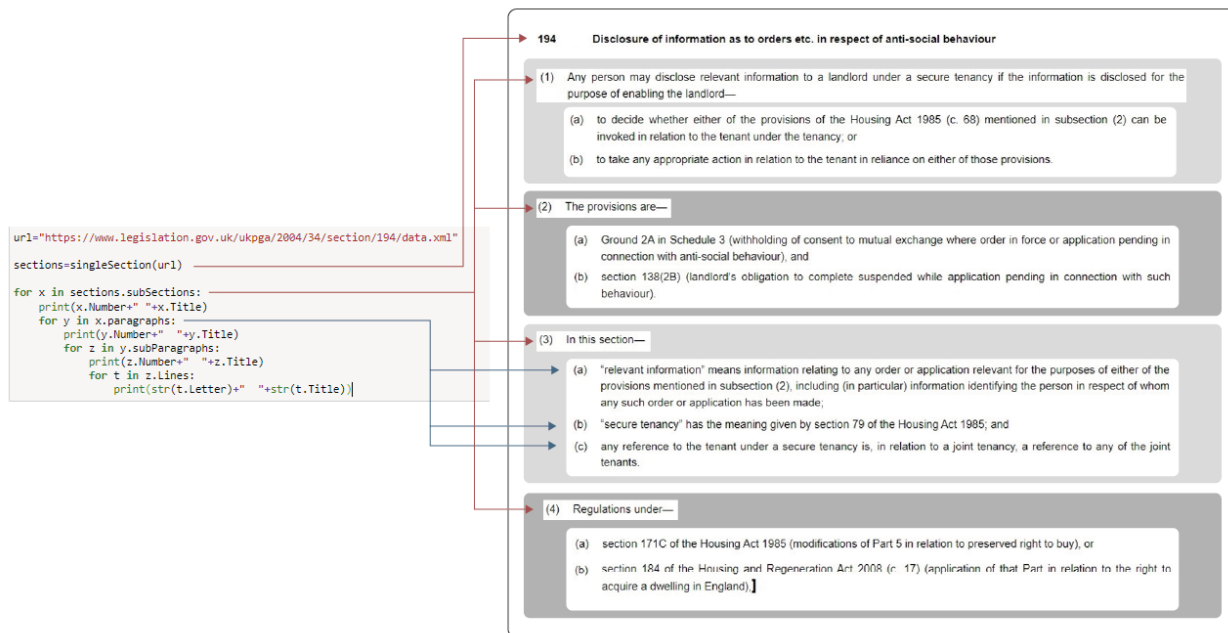 url="https://www.legislation.gov.uk/ukpga/2004/34/section/194/data.xml"
sections=singleSection(url)
for x in sections.subSections:
    print(x.Number+" "+x.Title)
    for y in x.paragraphs:
        print(y.Number+"  "+y.Title)
        for z in y.subParagraphs:
            print(z.Number+"  "+z.Title)
            for t in z.Lines:
                print(str(t.Letter)+"  "+str(t.Title))
194 Disclosure of information as to orders etc. in respect of anti-social behaviour
(1) Any person may disclose relevant information to a landlord under a secure tenancy if the information is disclosed for the
purpose of enabling the landlord—
(a) to decide whether either of the provisions of the Housing Act 1985 (c. 68) mentioned in subsection (2) can be
invoked in relation to the tenant under the tenancy; or
(b) to take any appropriate action in relation to the tenant in reliance on either of those provisions.
(2) The provisions are—
(a) Ground 2A in Schedule 3 (withholding of consent to mutual exchange where order in force or application pending in
connection with anti-social behaviour), and
(b) section 138(2B) (landlord's obligation to complete suspended while application pending in connection with such
behaviour).
(3) In this section—
(a) "relevant information" means information relating to any order or application relevant for the purposes of either of the
provisions mentioned in subsection (2), including (in particular) information identifying the person in respect of whom
any such order or application has been made;
(b) "secure tenancy" has the meaning given by section 79 of the Housing Act 1985; and
(c) any reference to the tenant under a secure tenancy is, in relation to a joint tenancy, a reference to any of the joint
tenants.
(4) Regulations under—
(a) section 171C of the Housing Act 1985 (modifications of Part 5 in relation to preserved right to buy), or
(b) section 184 of the Housing and Regeneration Act 2008 (c. 17) (application of that Part in relation to the right to
acquire a dwelling in England),]